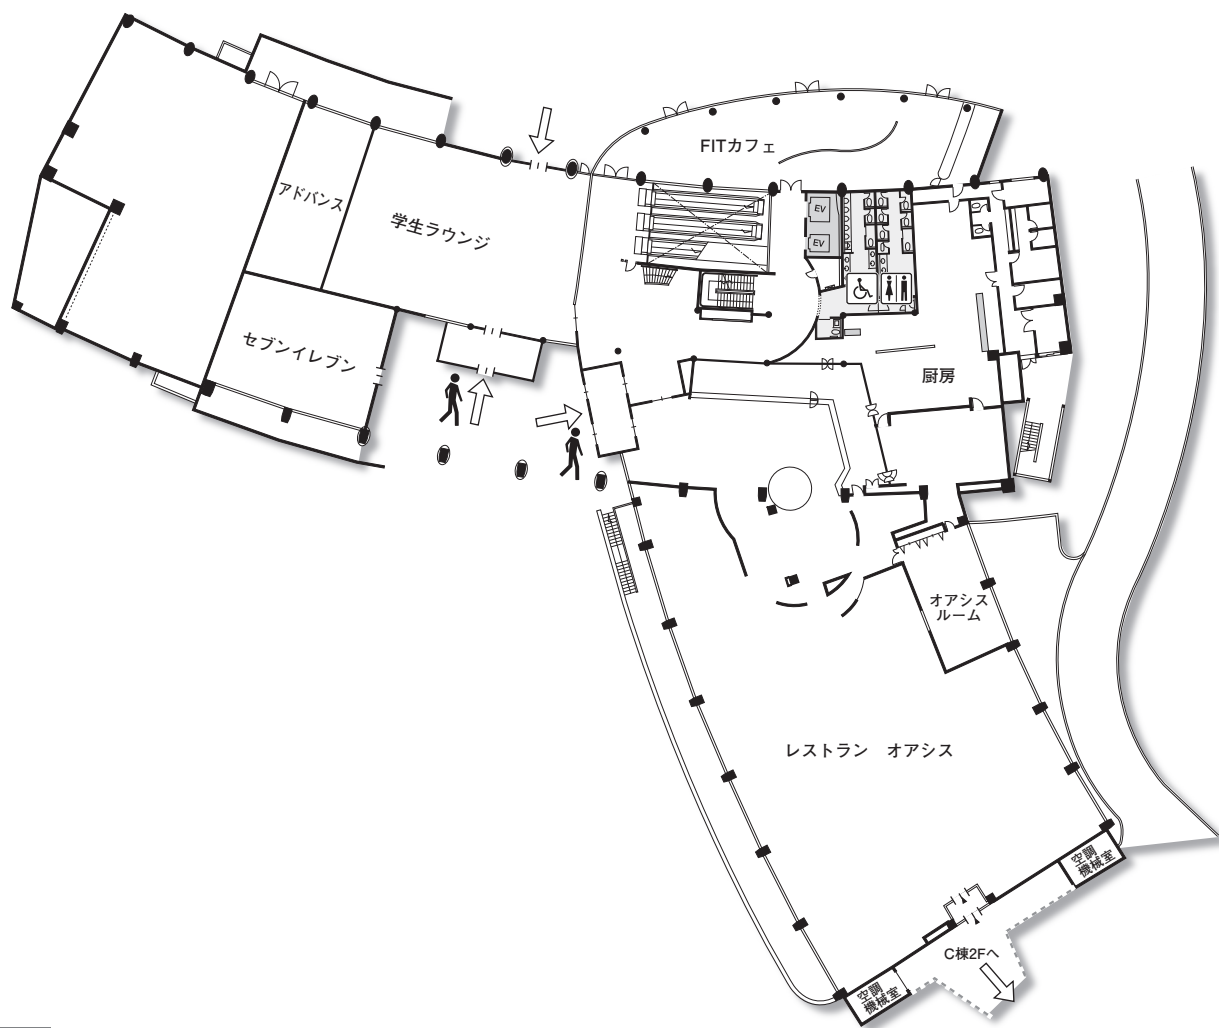 FITカフェ
アドバンス
学生ラウンジ
EV
EV
セブンイレブン
厨房
オアシス
ルーム
レストラン　オアシス
空調
機械室
C棟2Fへ
空調
機械室